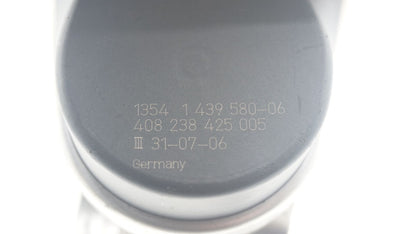 1354 1 439 580-06
408 238 425 005
III 31-07-06
Germany